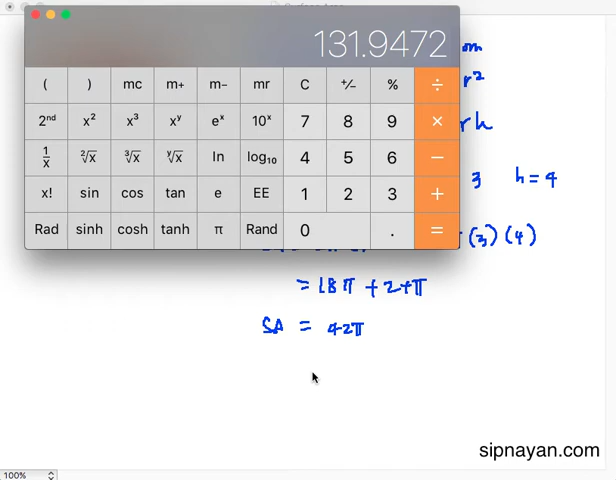 131.9472
( ) mc m+ m− mr C +/− % ÷
2ⁿᵈ x² x³ xʸ eˣ 10ˣ 7 8 9 ×
1/x ²√x ³√x ʸ√x ln log₁₀ 4 5 6 −
x! sin cos tan e EE 1 2 3 +
Rad sinh cosh tanh π Rand 0 . =
om
r²
rh
3 h = 4
(3)(4)
= 18π + 24π
SA = 42π
sipnayan.com
100%